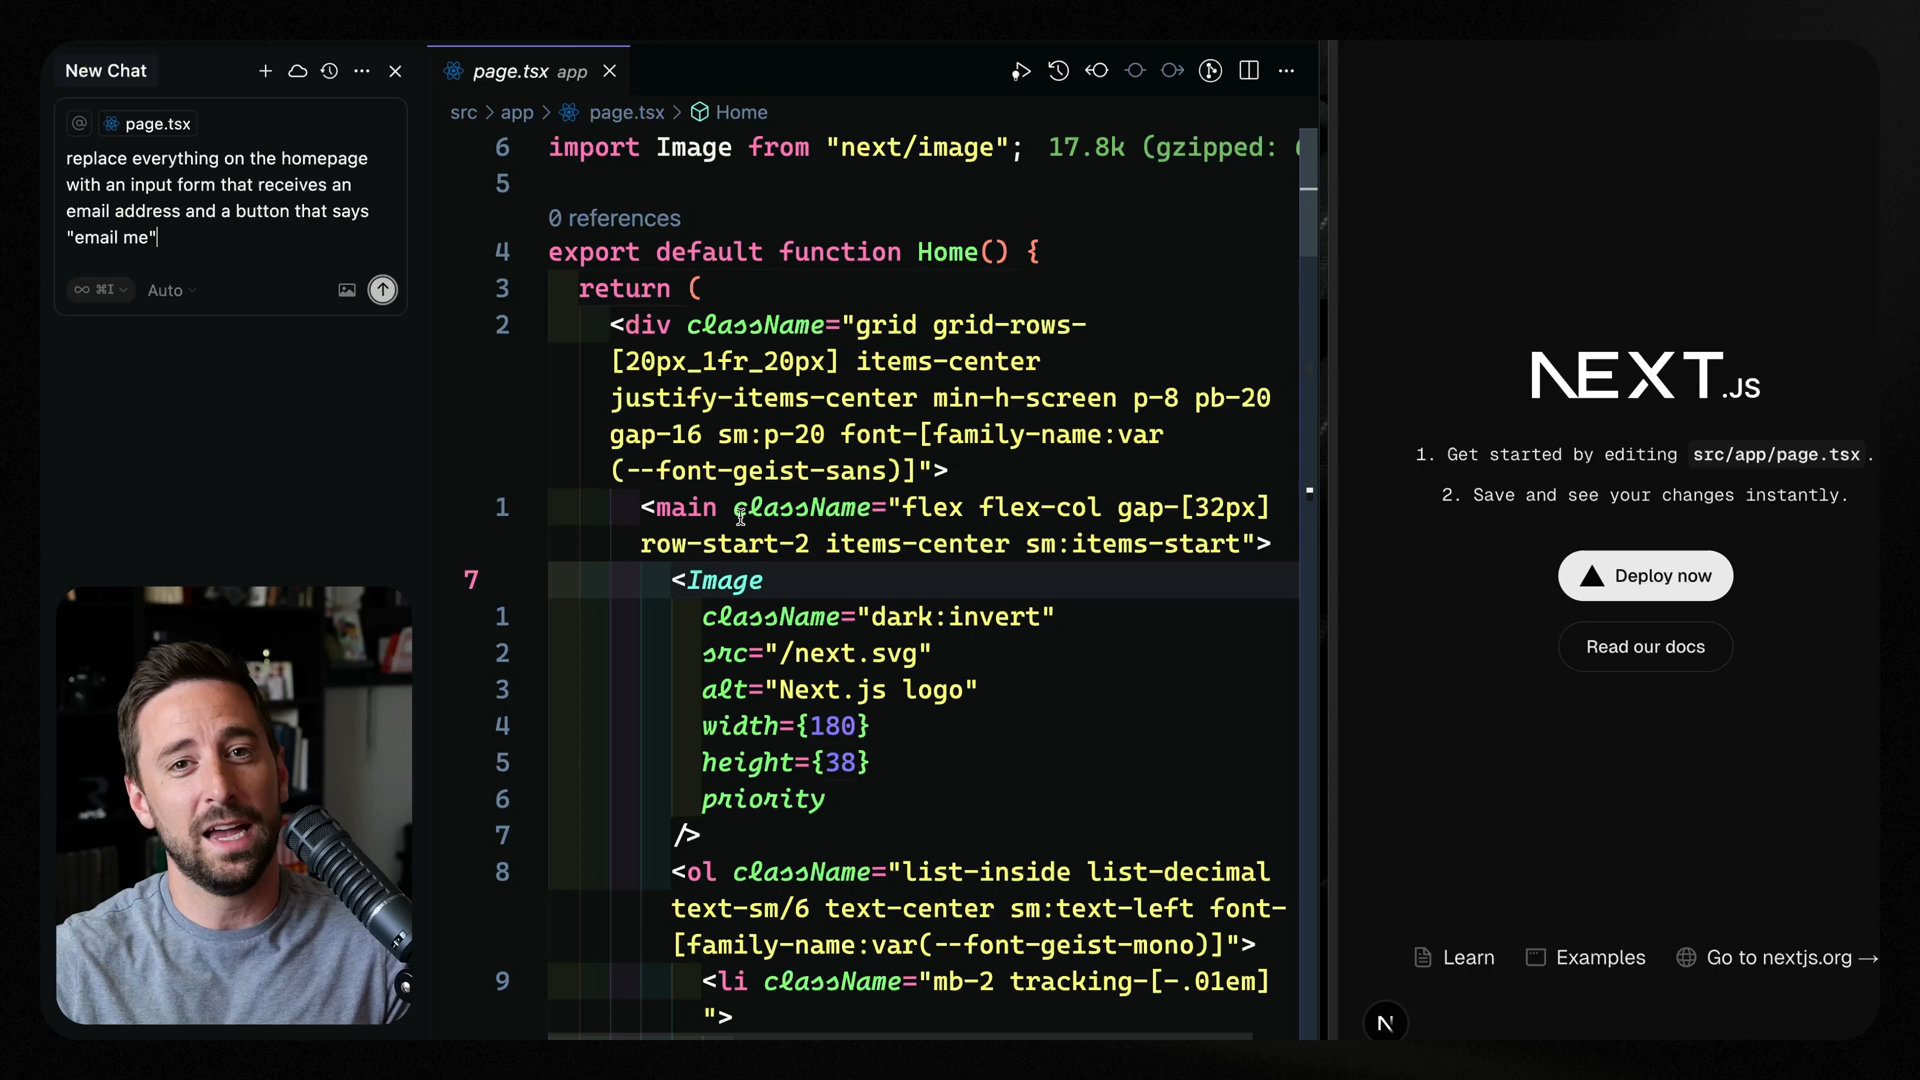 New Chat
@ page.tsx
replace everything on the homepage
with an input form that receives an
email address and a button that says
"email me"
∞ ⌘I
Auto
page.tsx app
src > app > page.tsx > Home
6 import Image from "next/image"; 17.8k (gzipped:
5
0 references
4 export default function Home() {
3 return (
2 <div className="grid grid-rows-
[20px_1fr_20px] items-center
justify-items-center min-h-screen p-8 pb-20
gap-16 sm:p-20 font-[family-name:var
(--font-geist-sans)]">
1 <main className="flex flex-col gap-[32px]
row-start-2 items-center sm:items-start">
7 <Image
1 className="dark:invert"
2 src="/next.svg"
3 alt="Next.js logo"
4 width={180}
5 height={38}
6 priority
7 />
8 <ol className="list-inside list-decimal
text-sm/6 text-center sm:text-left font-
[family-name:var(--font-geist-mono)]">
9 <li className="mb-2 tracking-[-.01em]
">
NEXT.JS
1. Get started by editing src/app/page.tsx.
2. Save and see your changes instantly.
Deploy now
Read our docs
Learn
Examples
Go to nextjs.org →
N